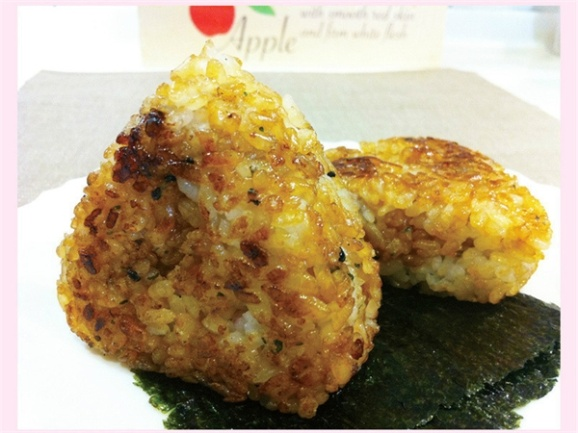 Apple
with smooth red skin
and firm white flesh